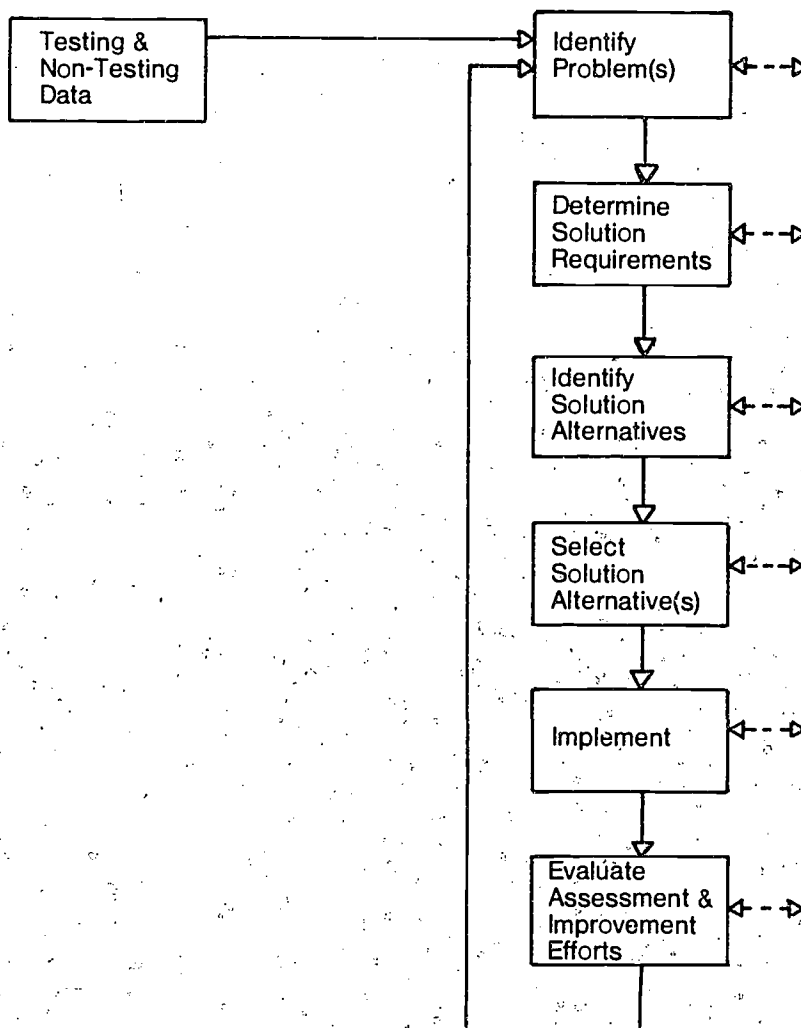 Testing &
Non-Testing
Data
Identify
Problem(s)
Determine
Solution
Requirements
Identify
Solution
Alternatives
Select
Solution
Alternative(s)
Implement
Evaluate
Assessment &
Improvement
Efforts